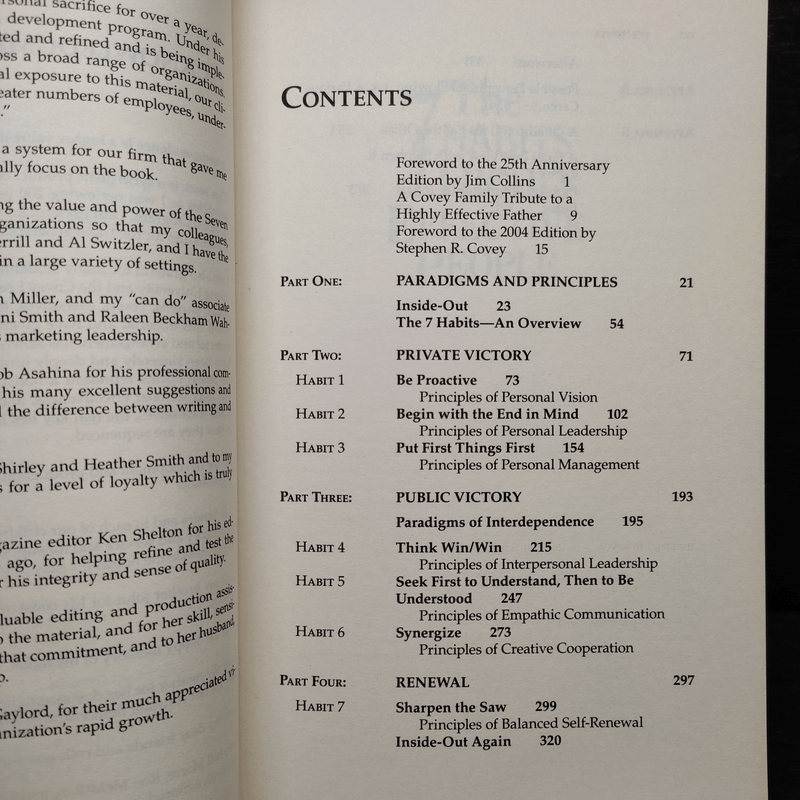 sonal sacrifice for over a year, de-
development program. Under his
ted and refined and is being imple-
oss a broad range of organizations.
al exposure to this material, our cli-
eater numbers of employees, under-
."
a system for our firm that gave me
ally focus on the book.
ng the value and power of the Seven
ganizations so that my colleagues,
errill and Al Switzler, and I have the
in a large variety of settings.
n Miller, and my "can do" associate
ni Smith and Raleen Beckham Wah-
s marketing leadership.
ob Asahina for his professional com-
his many excellent suggestions and
l the difference between writing and
Shirley and Heather Smith and to my
s for a level of loyalty which is truly
gazine editor Ken Shelton for his ed-
ago, for helping refine and test the
r his integrity and sense of quality.
luable editing and production assis-
o the material, and for her skill, sensi-
that commitment, and to her husband,
p.
Gaylord, for their much appreciated vi-
anization's rapid growth.
CONTENTS
Foreword to the 25th Anniversary
Edition by Jim Collins 1
A Covey Family Tribute to a
Highly Effective Father 9
Foreword to the 2004 Edition by
Stephen R. Covey 15
PART ONE: PARADIGMS AND PRINCIPLES 21
Inside-Out 23
The 7 Habits—An Overview 54
PART TWO: PRIVATE VICTORY 71
HABIT 1 Be Proactive 73
Principles of Personal Vision
HABIT 2 Begin with the End in Mind 102
Principles of Personal Leadership
HABIT 3 Put First Things First 154
Principles of Personal Management
PART THREE: PUBLIC VICTORY 193
Paradigms of Interdependence 195
HABIT 4 Think Win/Win 215
Principles of Interpersonal Leadership
HABIT 5 Seek First to Understand, Then to Be
Understood 247
Principles of Empathic Communication
HABIT 6 Synergize 273
Principles of Creative Cooperation
PART FOUR: RENEWAL 297
HABIT 7 Sharpen the Saw 299
Principles of Balanced Self-Renewal
Inside-Out Again 320